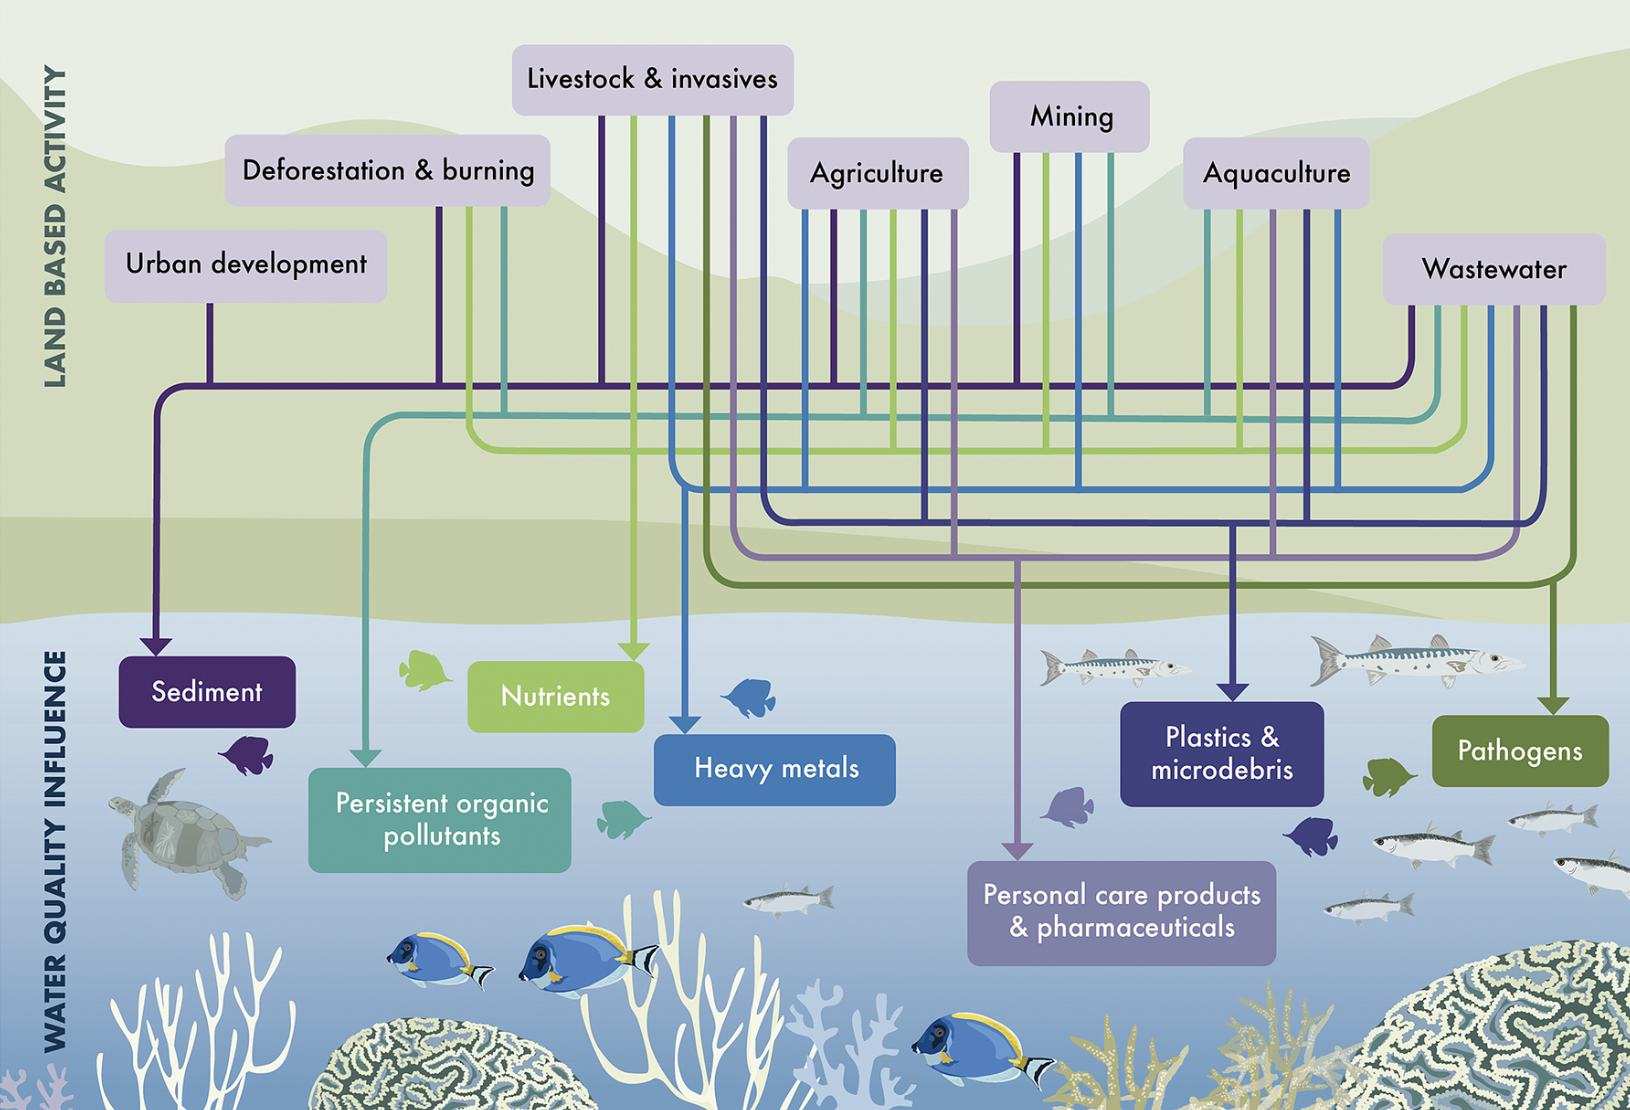 LAND BASED ACTIVITY
Livestock & invasives
Mining
Deforestation & burning
Agriculture
Aquaculture
Urban development
Wastewater
WATER QUALITY INFLUENCE
Sediment
Nutrients
Heavy metals
Persistent organic
pollutants
Plastics &
microdebris
Pathogens
Personal care products
& pharmaceuticals